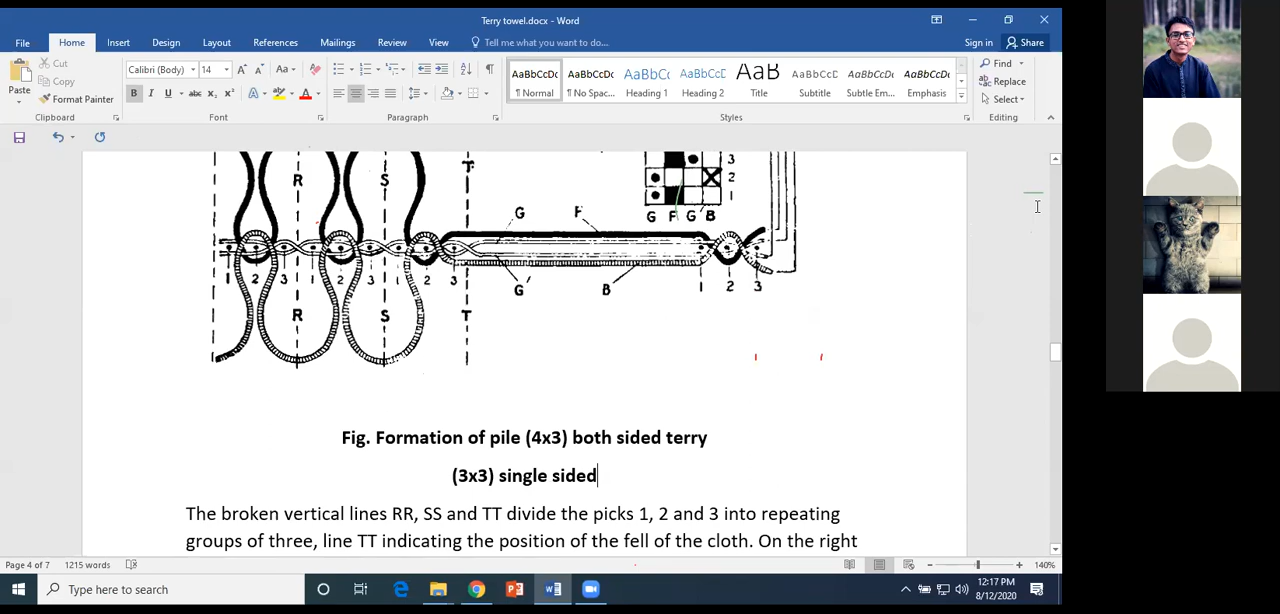 Terry towel.docx - Word
File Home Insert Design Layout References Mailings Review View Tell me what you want to do... Sign in Share
Cut
Copy
Paste Format Painter
Calibri (Body) 14
AaBbCcDc AaBbCcDc AaBbCc AaBbCcD AaB AaBbCcD AaBbCcDc AaBbCcDc
¶ Normal ¶ No Spac... Heading 1 Heading 2 Title Subtitle Subtle Em... Emphasis
Find
Replace
Select
Clipboard Font Paragraph Styles Editing
R S T
3
2
1
G F G B
G F
1 2 3 1 2 3 1 2 3 1 2 3
G' B
R S T
Fig. Formation of pile (4x3) both sided terry
(3x3) single sided
The broken vertical lines RR, SS and TT divide the picks 1, 2 and 3 into repeating
groups of three, line TT indicating the position of the fell of the cloth. On the right
Page 4 of 7 1215 words 140%
Type here to search
12:17 PM
8/12/2020